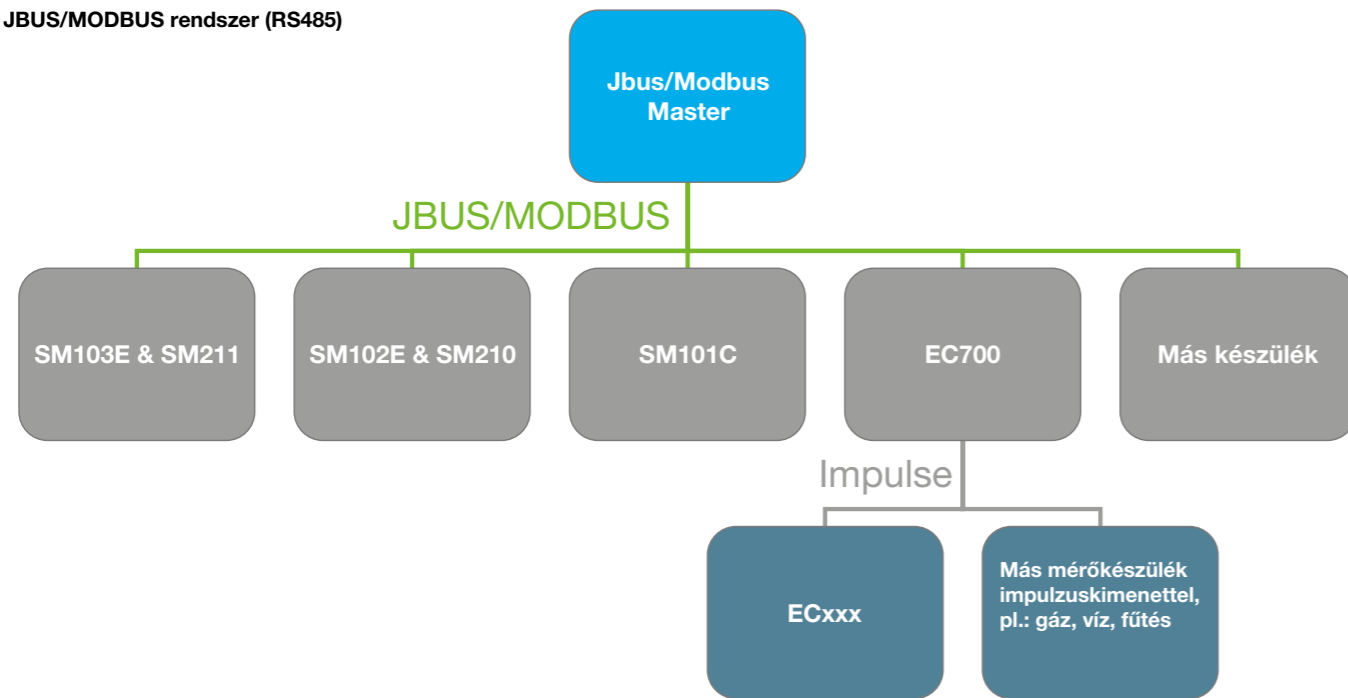 JBUS/MODBUS rendszer (RS485)
Jbus/Modbus
Master
JBUS/MODBUS
SM103E & SM211
SM102E & SM210
SM101C
EC700
Más készülék
Impulse
ECxxx
Más mérőkészülék
impulzuskimenettel,
pl.: gáz, víz, fűtés